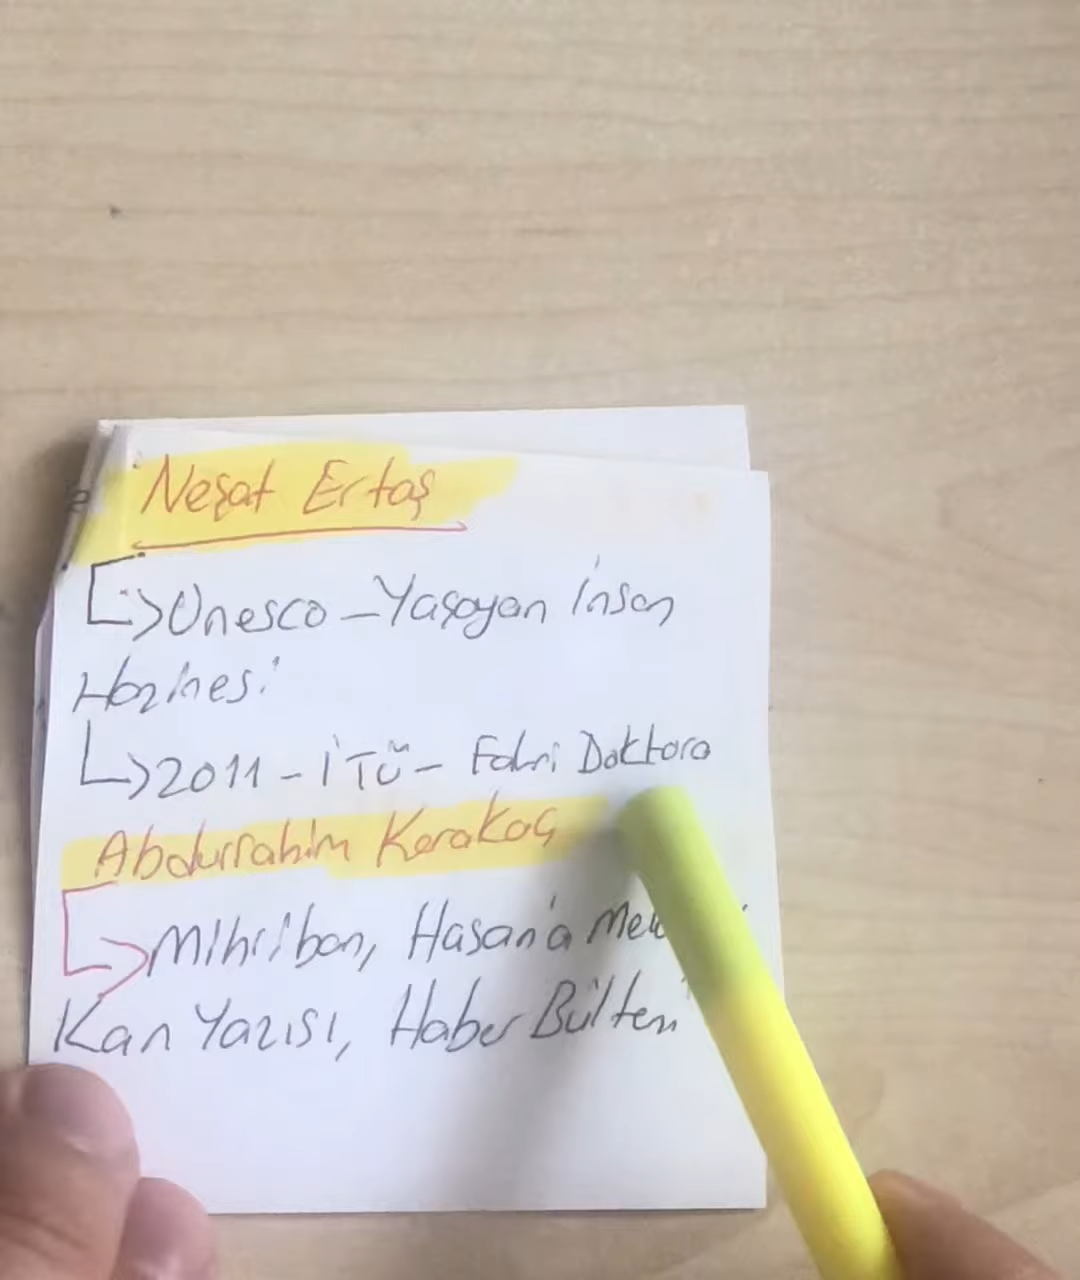 Neşat Ertaş
Unesco - Yaşayan İnsan
Hazinesi
2011 - İTÜ - Fahri Doktora
Abdurrahim Karakoç
Mihriban, Hasan'a
Kan Yazısı, Haber Bülteni